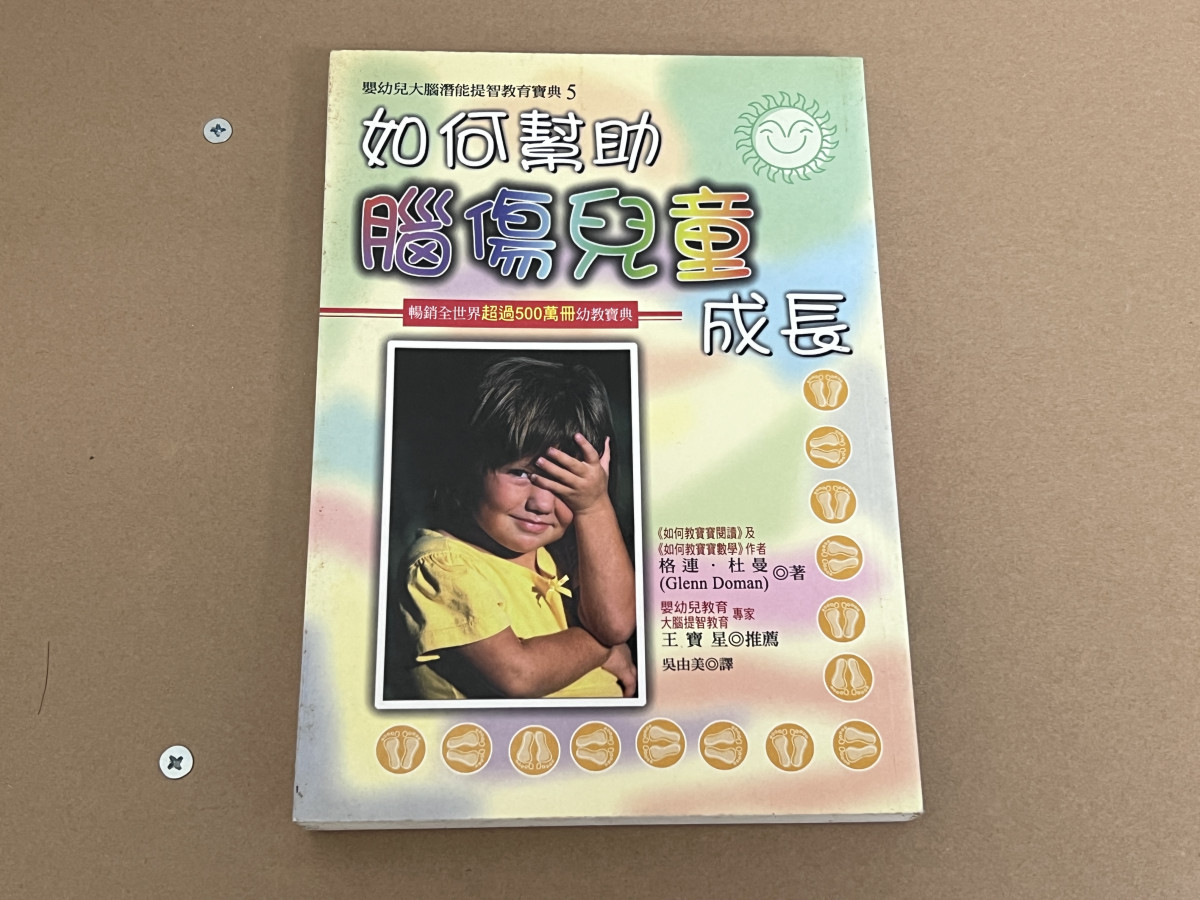 嬰幼兒大腦潛能提智教育寶典 5
如何幫助
腦傷兒童
成長
暢銷全世界超過500萬冊幼教寶典
《如何教寶寶閱讀》及
《如何教寶寶數學》作者
格連·杜曼
(Glenn Doman)◎著
嬰幼兒教育
大腦提智教育 專家
王寶星◎推薦
吳由美◎譯